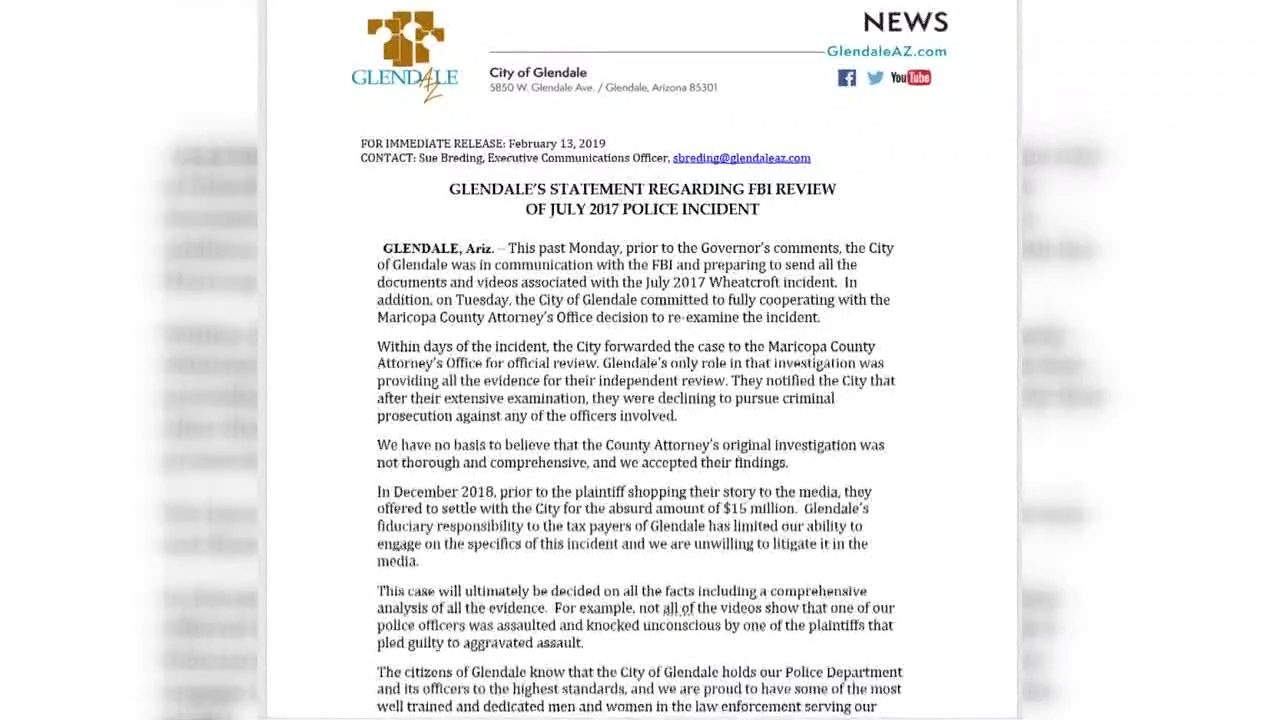 NEWS
GlendaleAZ.com
GLENDALE
AZ
City of Glendale
5850 W. Glendale Ave. / Glendale, Arizona 85301
YouTube
FOR IMMEDIATE RELEASE: February 13, 2019
CONTACT: Sue Breding, Executive Communications Officer, sbreding@glendaleaz.com
GLENDALE'S STATEMENT REGARDING FBI REVIEW
OF JULY 2017 POLICE INCIDENT
GLENDALE, Ariz. – This past Monday, prior to the Governor's comments, the City
of Glendale was in communication with the FBI and preparing to send all the
documents and videos associated with the July 2017 Wheatcroft incident. In
addition, on Tuesday, the City of Glendale committed to fully cooperating with the
Maricopa County Attorney's Office decision to re-examine the incident.
Within days of the incident, the City forwarded the case to the Maricopa County
Attorney's Office for official review. Glendale's only role in that investigation was
providing all the evidence for their independent review. They notified the City that
after their extensive examination, they were declining to pursue criminal
prosecution against any of the officers involved.
We have no basis to believe that the County Attorney's original investigation was
not thorough and comprehensive, and we accepted their findings.
In December 2018, prior to the plaintiff shopping their story to the media, they
offered to settle with the City for the absurd amount of $15 million. Glendale's
fiduciary responsibility to the tax payers of Glendale has limited our ability to
engage on the specifics of this incident and we are unwilling to litigate it in the
media.
This case will ultimately be decided on all the facts including a comprehensive
analysis of all the evidence. For example, not all of the videos show that one of our
police officers was assaulted and knocked unconscious by one of the plaintiffs that
pled guilty to aggravated assault.
The citizens of Glendale know that the City of Glendale holds our Police Department
and its officers to the highest standards, and we are proud to have some of the most
well trained and dedicated men and women in the law enforcement serving our